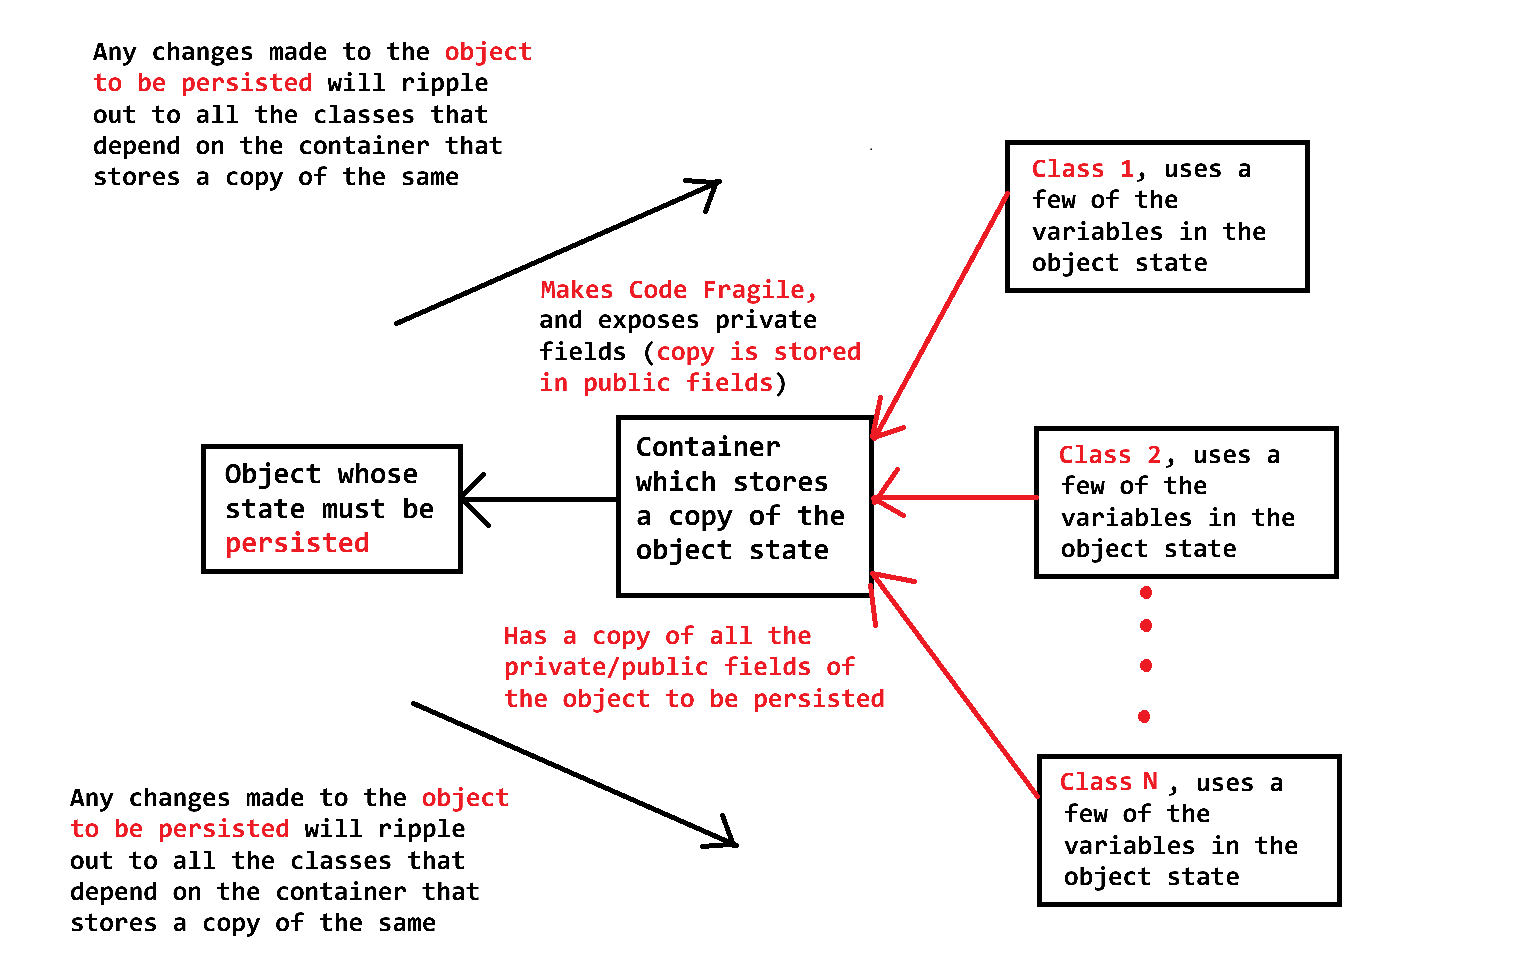 Any changes made to the object
to be persisted will ripple
out to all the classes that
depend on the container that
stores a copy of the same
Class 1, uses a
few of the
variables in the
object state
Makes Code Fragile,
and exposes private
fields (copy is stored
in public fields)
Object whose
state must be
persisted
Container
which stores
a copy of the
object state
Class 2, uses a
few of the
variables in the
object state
Has a copy of all the
private/public fields of
the object to be persisted
Any changes made to the object
to be persisted will ripple
out to all the classes that
depend on the container that
stores a copy of the same
Class N , uses a
few of the
variables in the
object state